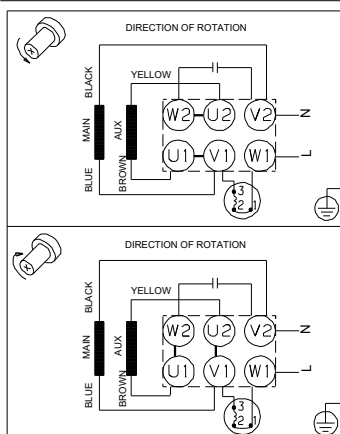 DIRECTION OF ROTATION
BLACK
YELLOW
MAIN
AUX
W2 U2 V2 N
U1 V1 W1 L
BLUE
BROWN
3
2 1
DIRECTION OF ROTATION
BLACK
YELLOW
MAIN
AUX
W2 U2 V2 N
U1 V1 W1 L
BLUE
BROWN
3
2 1